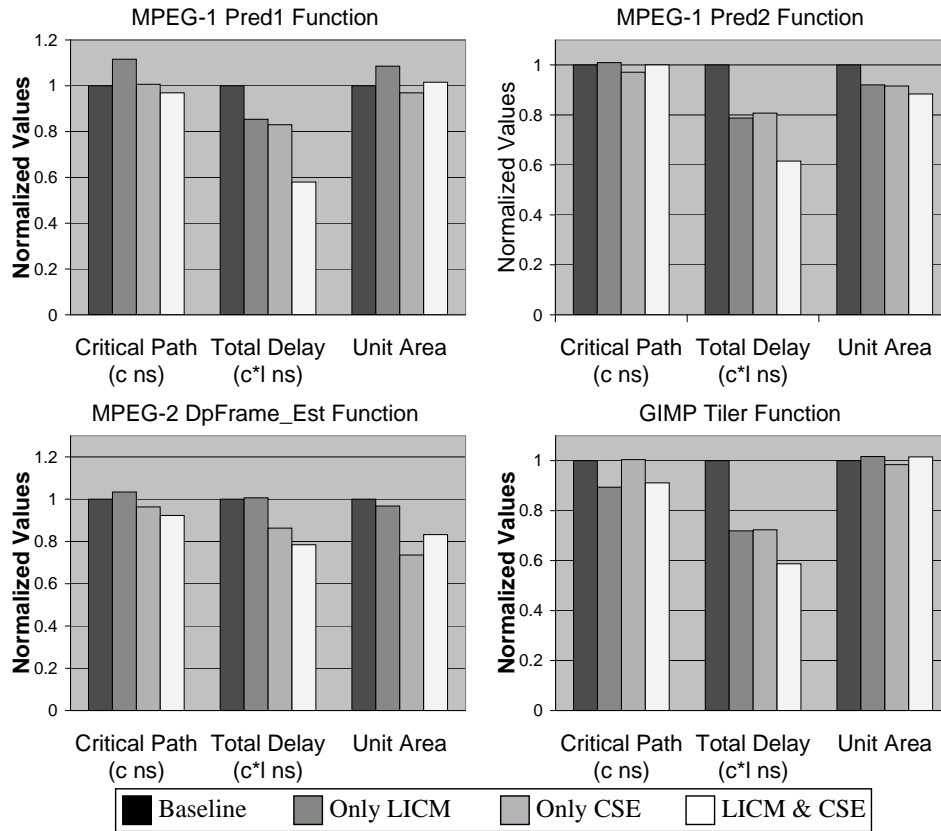 MPEG-1 Pred1 Function
Normalized Values
1.2
1
0.8
0.6
0.4
0.2
0
Critical Path
(c ns)
Total Delay
(c*l ns)
Unit Area
MPEG-1 Pred2 Function
Normalized Values
1
0.8
0.6
0.4
0.2
0
Critical Path
(c ns)
Total Delay
(c*l ns)
Unit Area
MPEG-2 DpFrame_Est Function
Normalized Values
1.2
1
0.8
0.6
0.4
0.2
0
Critical Path
(c ns)
Total Delay
(c*l ns)
Unit Area
GIMP Tiler Function
Normalized Values
1
0.8
0.6
0.4
0.2
0
Critical Path
(c ns)
Total Delay
(c*l ns)
Unit Area
Baseline
Only LICM
Only CSE
LICM & CSE